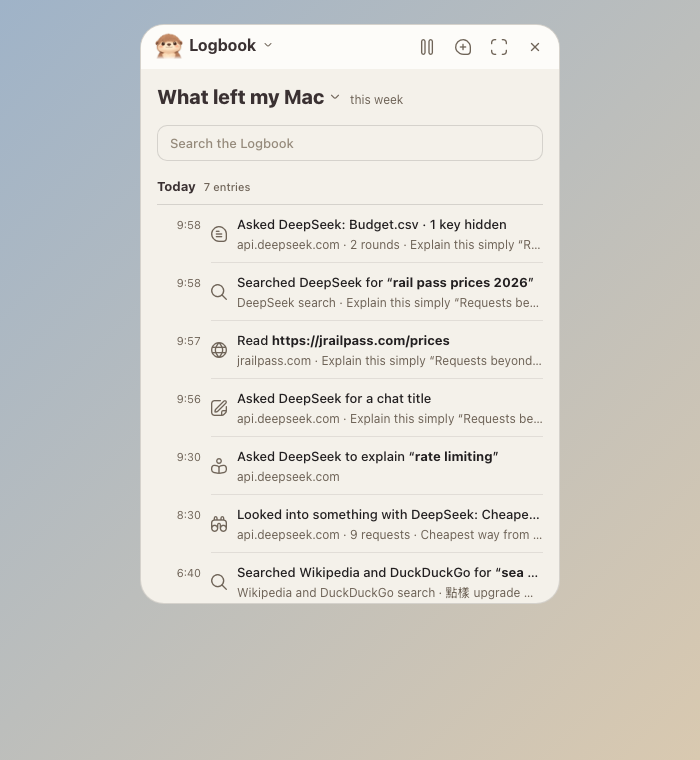 Logbook
What left my Mac this week
Search the Logbook
Today 7 entries
9:58 Asked DeepSeek: Budget.csv · 1 key hidden
api.deepseek.com · 2 rounds · Explain this simply “R…
9:58 Searched DeepSeek for “rail pass prices 2026”
DeepSeek search · Explain this simply “Requests be…
9:57 Read https://jrailpass.com/prices
jrailpass.com · Explain this simply “Requests beyond…
9:56 Asked DeepSeek for a chat title
api.deepseek.com · Explain this simply “Requests be…
9:30 Asked DeepSeek to explain “rate limiting”
api.deepseek.com
8:30 Looked into something with DeepSeek: Cheape…
api.deepseek.com · 9 requests · Cheapest way from …
6:40 Searched Wikipedia and DuckDuckGo for “sea …
Wikipedia and DuckDuckGo search · 點樣 upgrade …